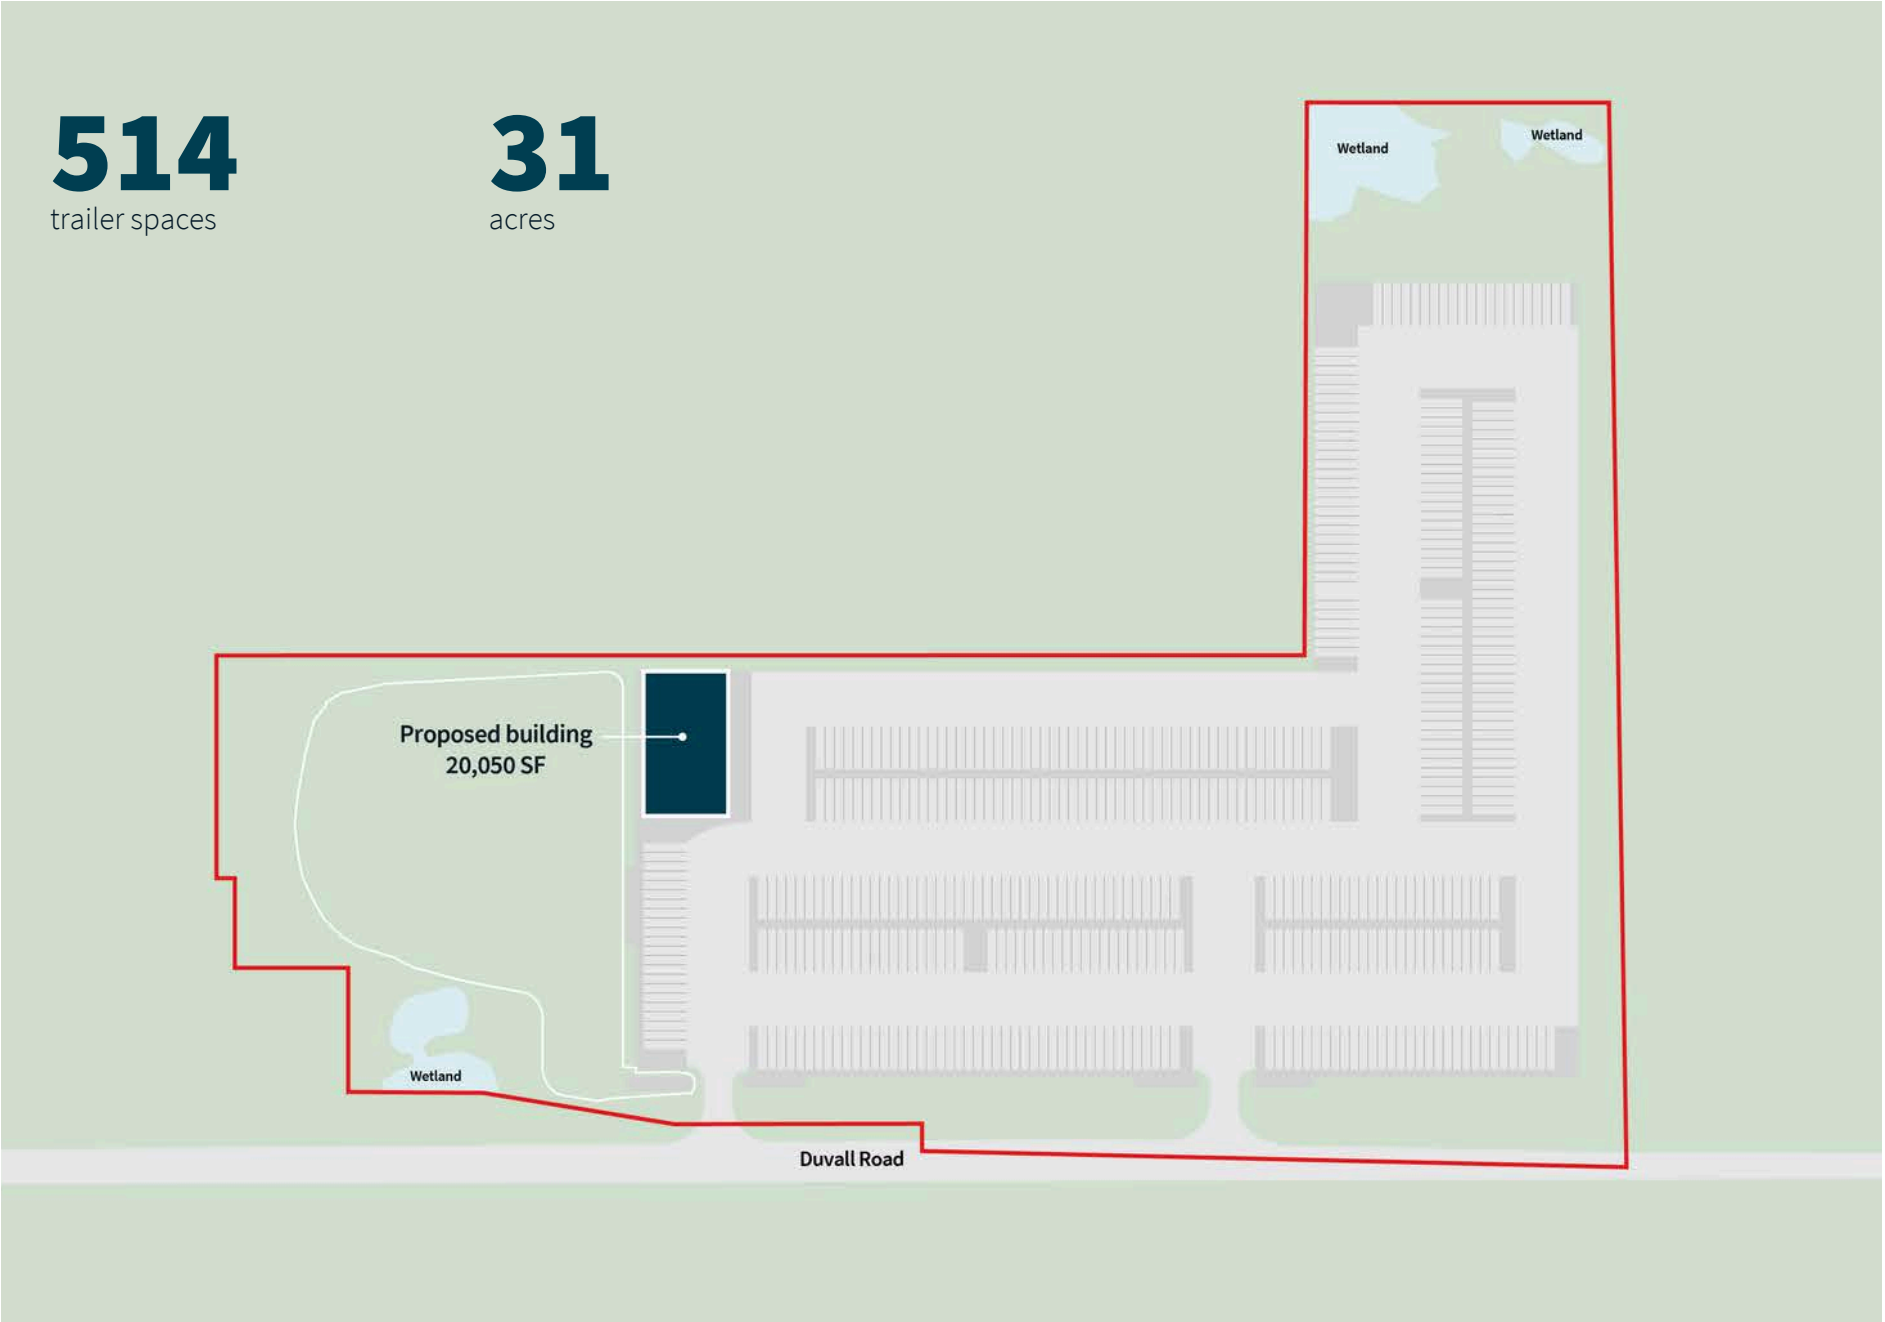 514
trailer spaces
31
acres
Wetland
Wetland
Proposed building
20,050 SF
Wetland
Duvall Road